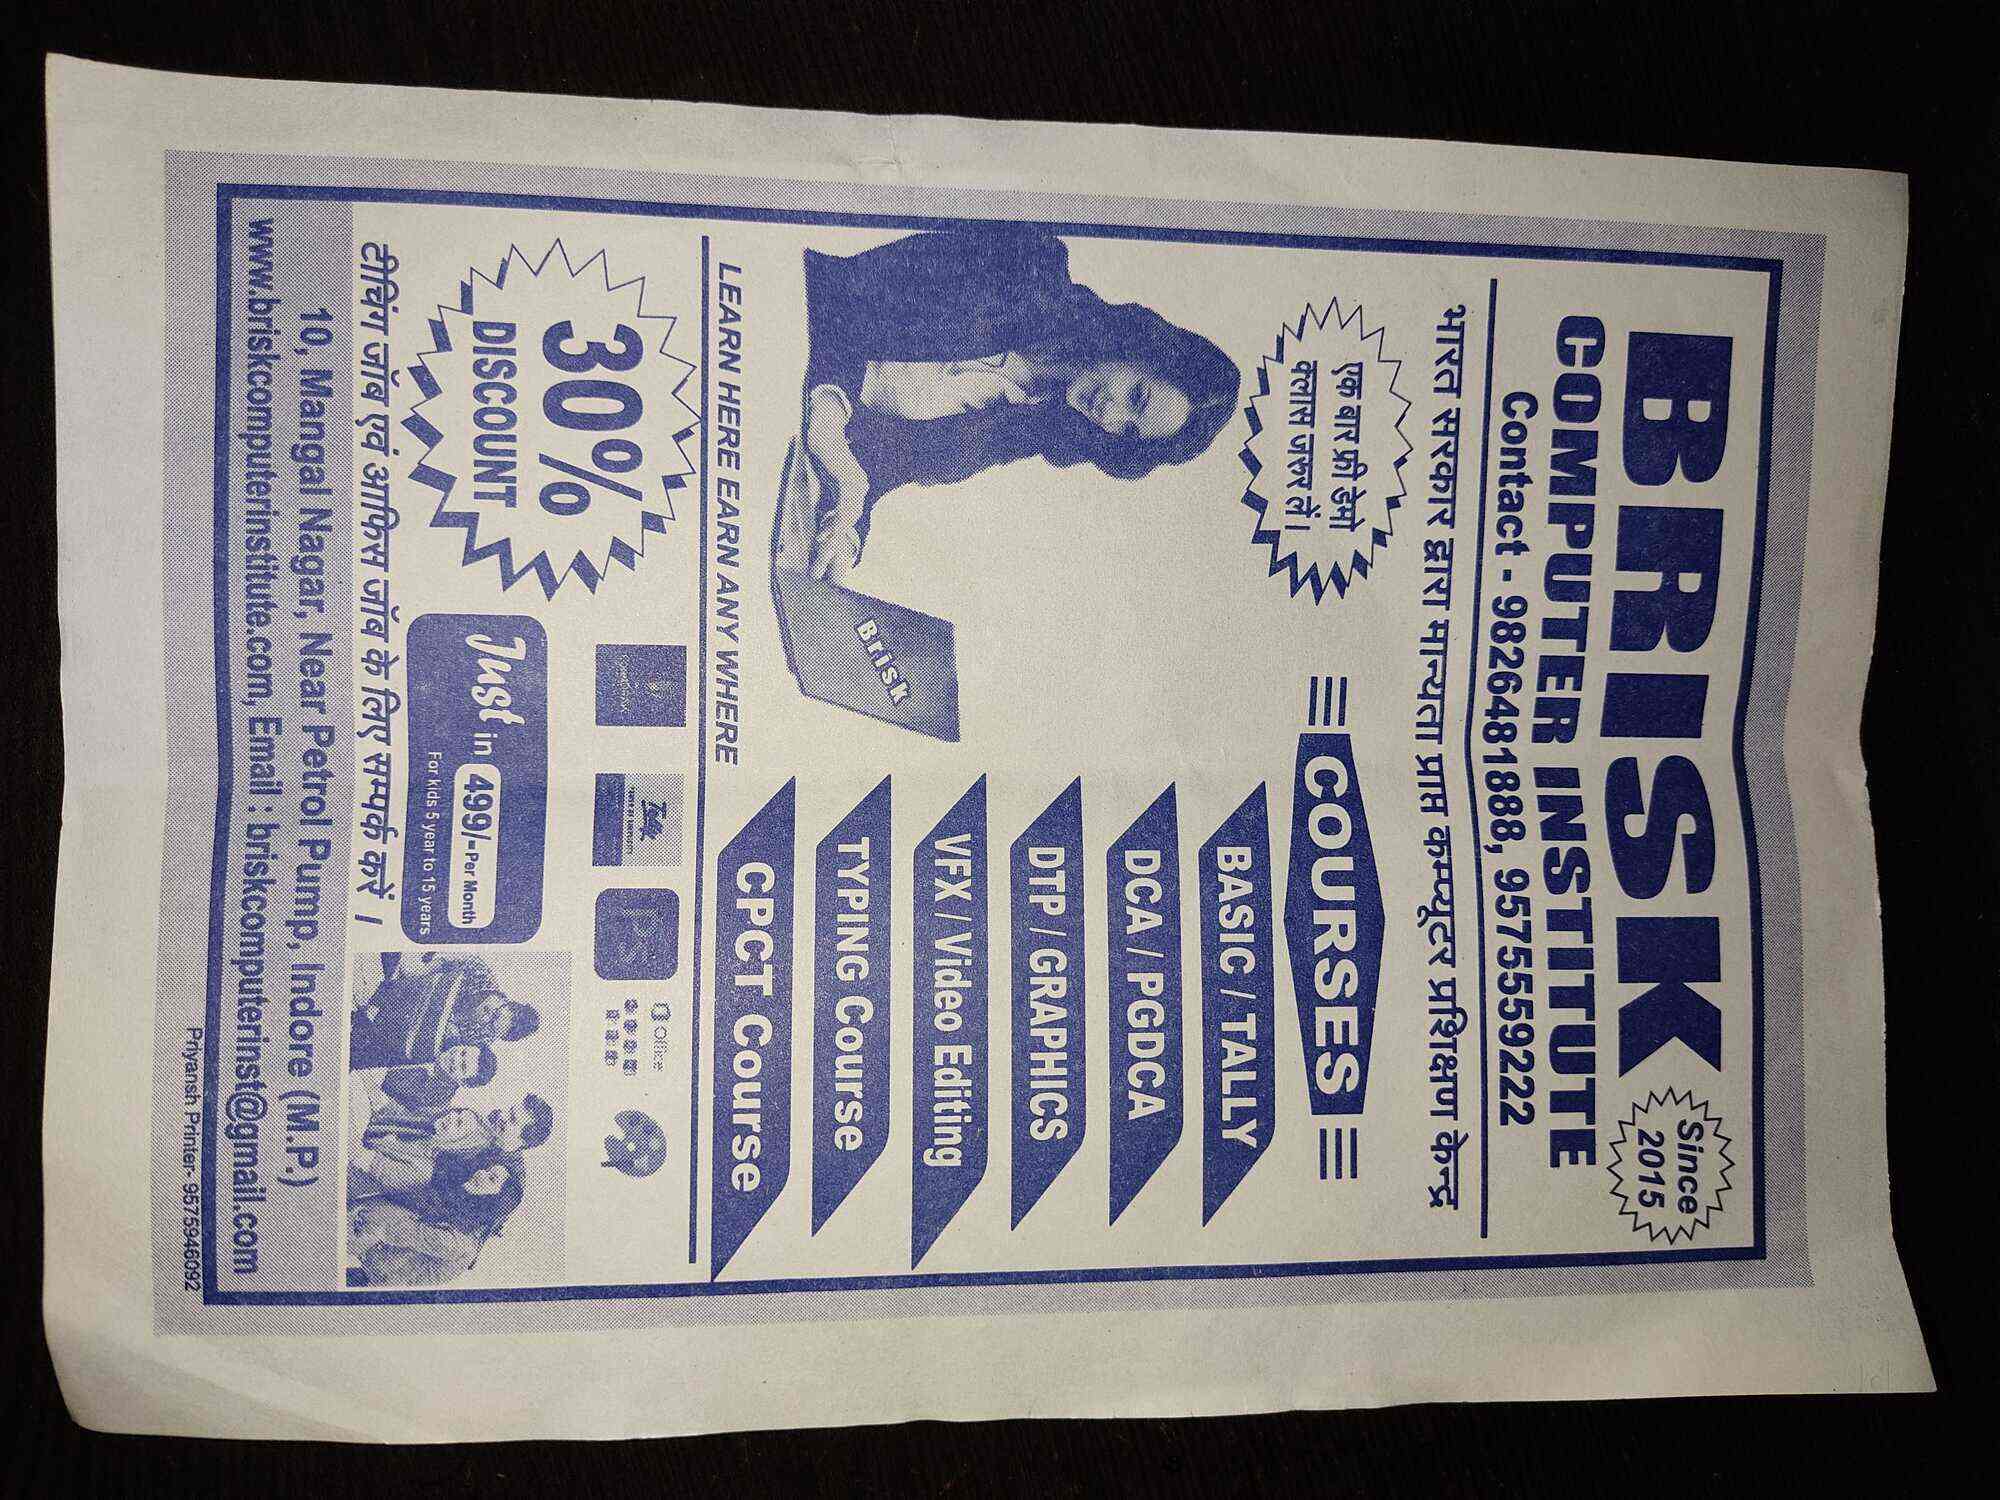 BRISK
Since
2015
COMPUTER INSTITUTE
Contact - 9826481888, 9575559222
भारत सरकार द्वारा मान्यता प्राप्त कम्प्यूटर प्रशिक्षण केन्द्र
एक बार फ्री डेमो
क्लास जरूर लें।
COURSES
BASIC / TALLY
DCA / PGDCA
DTP / GRAPHICS
VFX / Video Editing
TYPING Course
CPCT Course
Brisk
LEARN HERE EARN ANY WHERE
30%
DISCOUNT
Tally
Office
Just in 499/-Per Month
For kids 5 year to 15 years
टीचिंग जॉब एवं आफिस जॉब के लिए सम्पर्क करें ।
10, Mangal Nagar, Near Petrol Pump, Indore (M.P.)
www.briskcomputerinstitute.com, Email : briskcomputerinst@gmail.com
Priyansh Printer- 9575946092